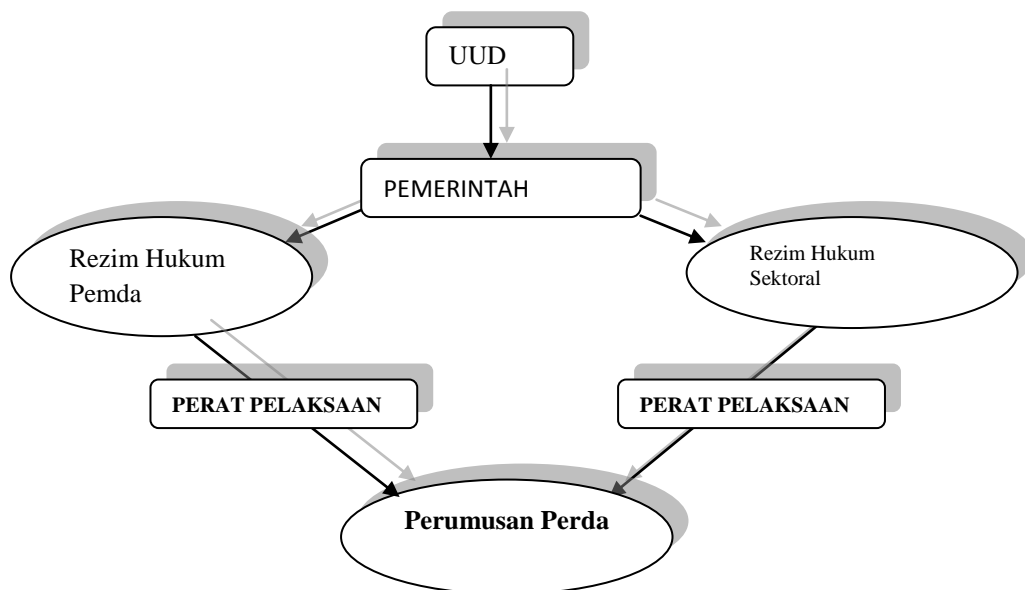 UUD
PEMERINTAH
Rezim Hukum
Pemda
Rezim Hukum
Sektoral
PERAT PELAKSAAN
PERAT PELAKSAAN
Perumusan Perda